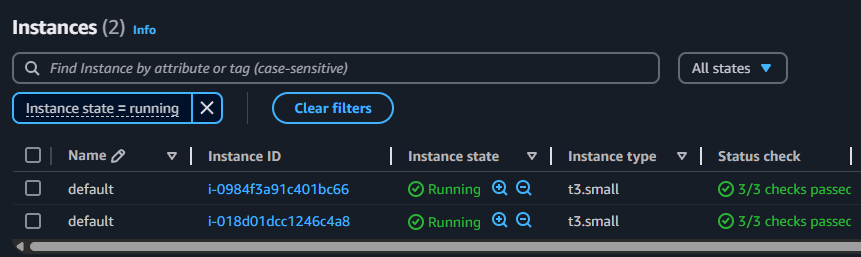 Instances (2) Info
Find Instance by attribute or tag (case-sensitive)
All states
Instance state = running
Clear filters
Name Instance ID Instance state Instance type Status check
default i-0984f3a91c401bc66 Running t3.small 3/3 checks passec
default i-018d01dcc1246c4a8 Running t3.small 3/3 checks passec